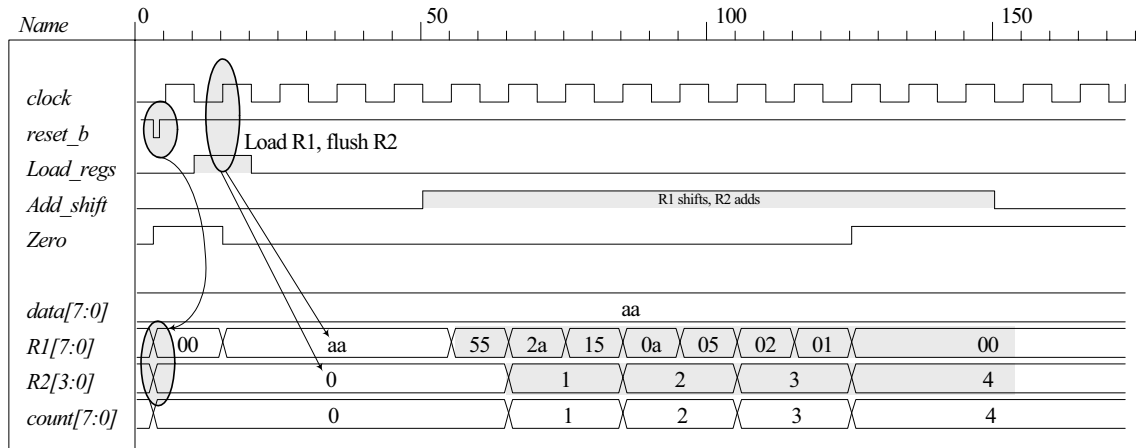 Name 0 50 100 150
clock
reset_b
Load R1, flush R2
Load_regs
Add_shift R1 shifts, R2 adds
Zero
data[7:0] aa
R1[7:0] 00 aa 55 2a 15 0a 05 02 01 00
R2[3:0] 0 1 2 3 4
count[7:0] 0 1 2 3 4